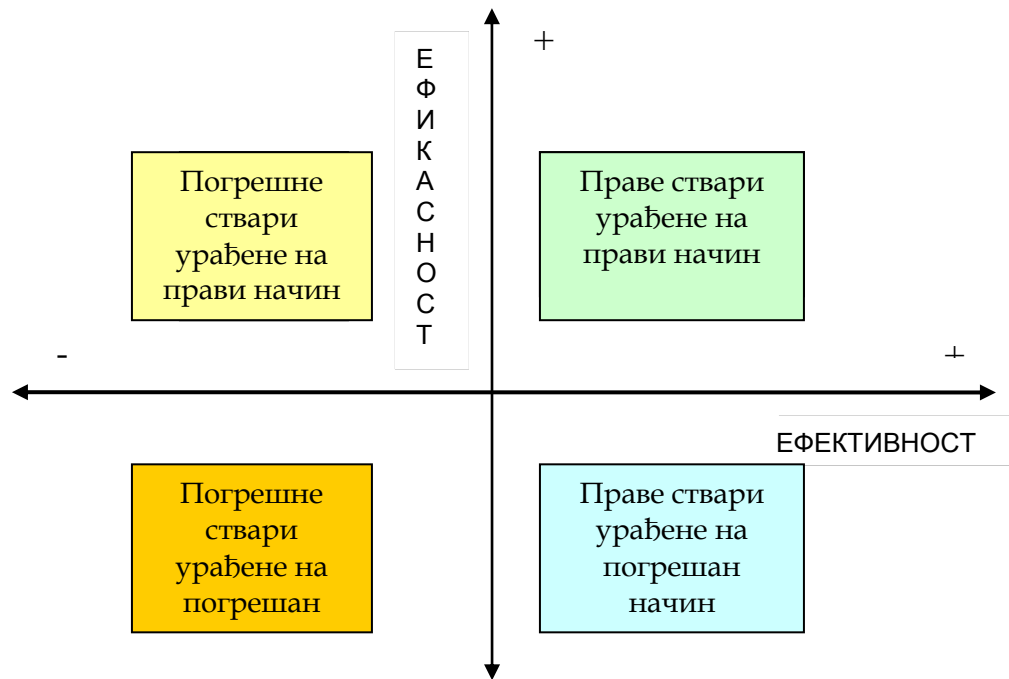 Е
Ф
И
К
А
С
Н
О
С
Т
+
Погрешне
ствари
урађене на
прави начин
Праве ствари
урађене на
прави начин
-
+
ЕФЕКТИВНОСТ
Погрешне
ствари
урађене на
погрешан
Праве ствари
урађене на
погрешан
начин